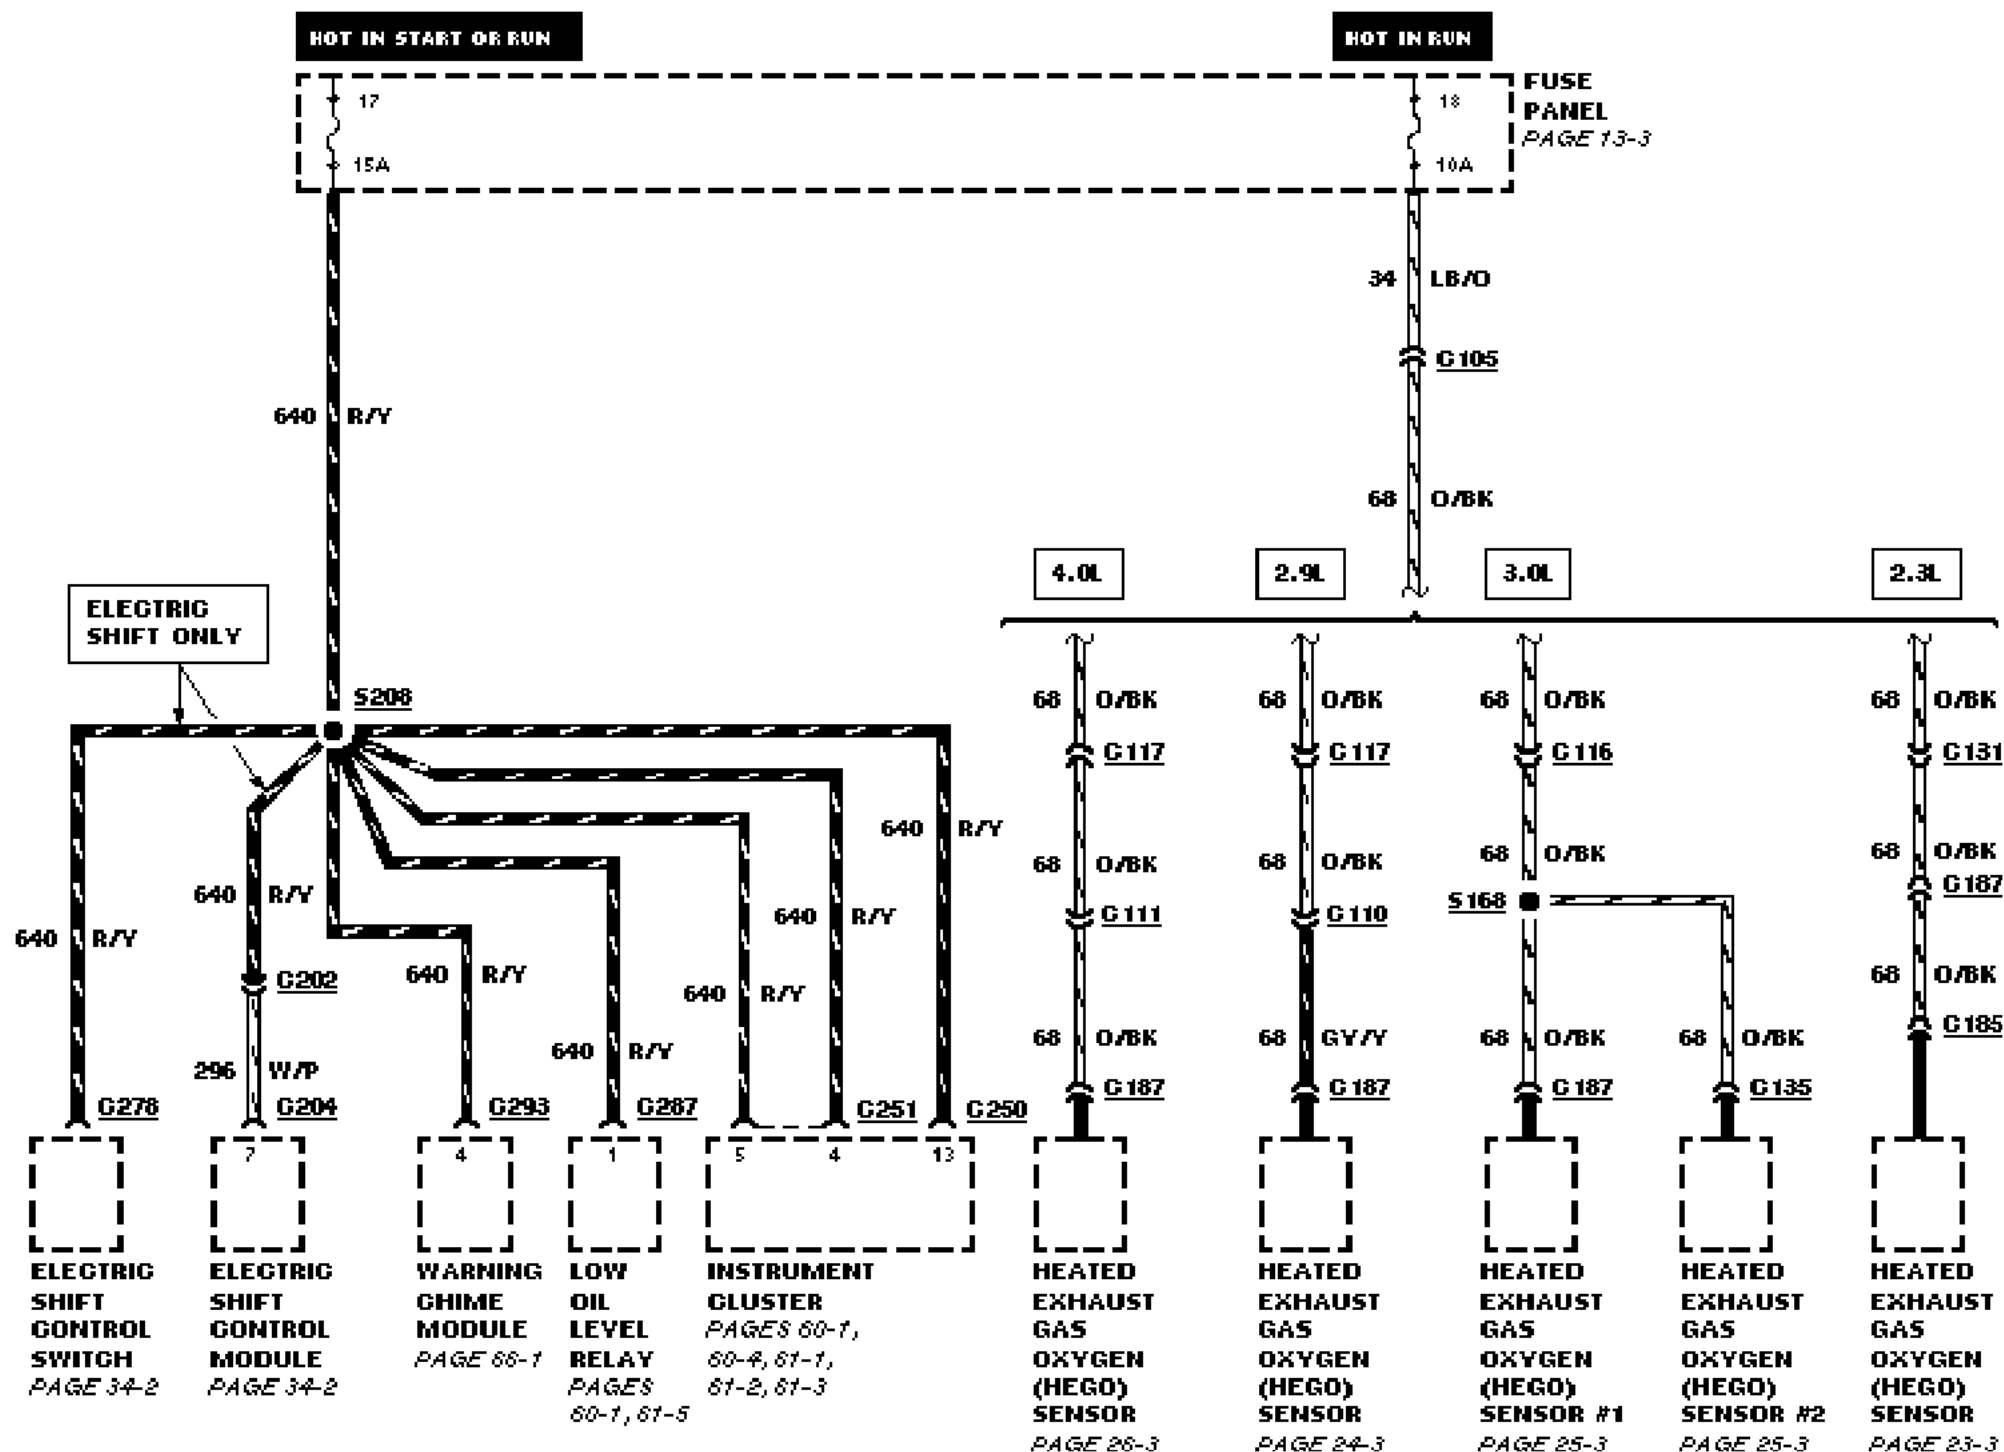 HOT IN START OR RUN
HOT IN RUN
17
15A
18
10A
FUSE
PANEL
PAGE 13-3
34 LB/O
C105
640 R/Y
68 O/BK
4.0L
2.9L
3.0L
2.3L
ELECTRIC
SHIFT ONLY
S208
68 O/BK
68 O/BK
68 O/BK
68 O/BK
C117
C117
C116
C131
640 R/Y
68 O/BK
68 O/BK
68 O/BK
68 O/BK
C187
640 R/Y
640 R/Y
S168
C111
C110
640 R/Y
C202
640 R/Y
640 R/Y
68 O/BK
C185
640 R/Y
68 O/BK
68 GY/Y
68 O/BK
68 O/BK
296 W/P
C187
C187
C187
C135
C278
C204
C293
C287
C251
C250
7
4
1
5
4
13
ELECTRIC
SHIFT
CONTROL
SWITCH
PAGE 34-2
ELECTRIC
SHIFT
CONTROL
MODULE
PAGE 34-2
WARNING
CHIME
MODULE
PAGE 66-1
LOW
OIL
LEVEL
RELAY
PAGES
60-1, 61-5
INSTRUMENT
CLUSTER
PAGES 60-1,
60-4, 61-1,
61-2, 61-3
HEATED
EXHAUST
GAS
OXYGEN
(HEGO)
SENSOR
PAGE 26-3
HEATED
EXHAUST
GAS
OXYGEN
(HEGO)
SENSOR
PAGE 24-3
HEATED
EXHAUST
GAS
OXYGEN
(HEGO)
SENSOR #1
PAGE 25-3
HEATED
EXHAUST
GAS
OXYGEN
(HEGO)
SENSOR #2
PAGE 25-3
HEATED
EXHAUST
GAS
OXYGEN
(HEGO)
SENSOR
PAGE 23-3